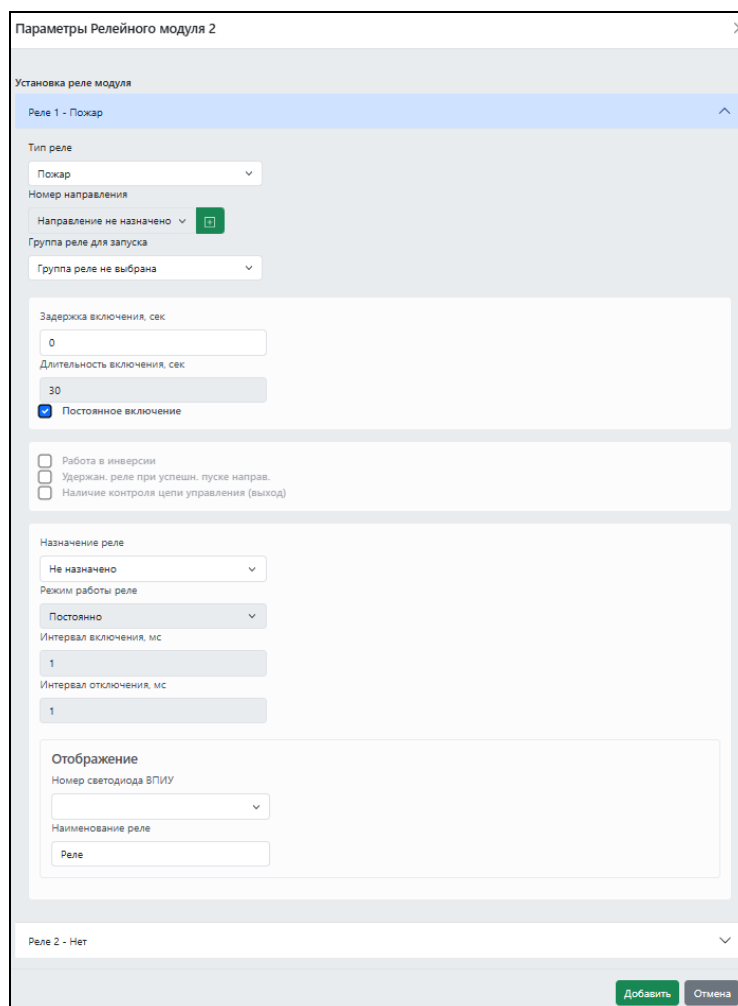 Параметры Релейного модуля 2
Установка реле модуля
Реле 1 - Пожар
Тип реле
Пожар
Номер направления
Направление не назначено
Группа реле для запуска
Группа реле не выбрана
Задержка включения, сек
0
Длительность включения, сек
30
Постоянное включение
Работа в инверсии
Удержан. реле при успешн. пуске направ.
Наличие контроля цепи управления (выход)
Назначение реле
Не назначено
Режим работы реле
Постоянно
Интервал включения, мс
1
Интервал отключения, мс
1
Отображение
Номер светодиода ВПИУ
Наименование реле
Реле
Реле 2 - Нет
Добавить Отмена